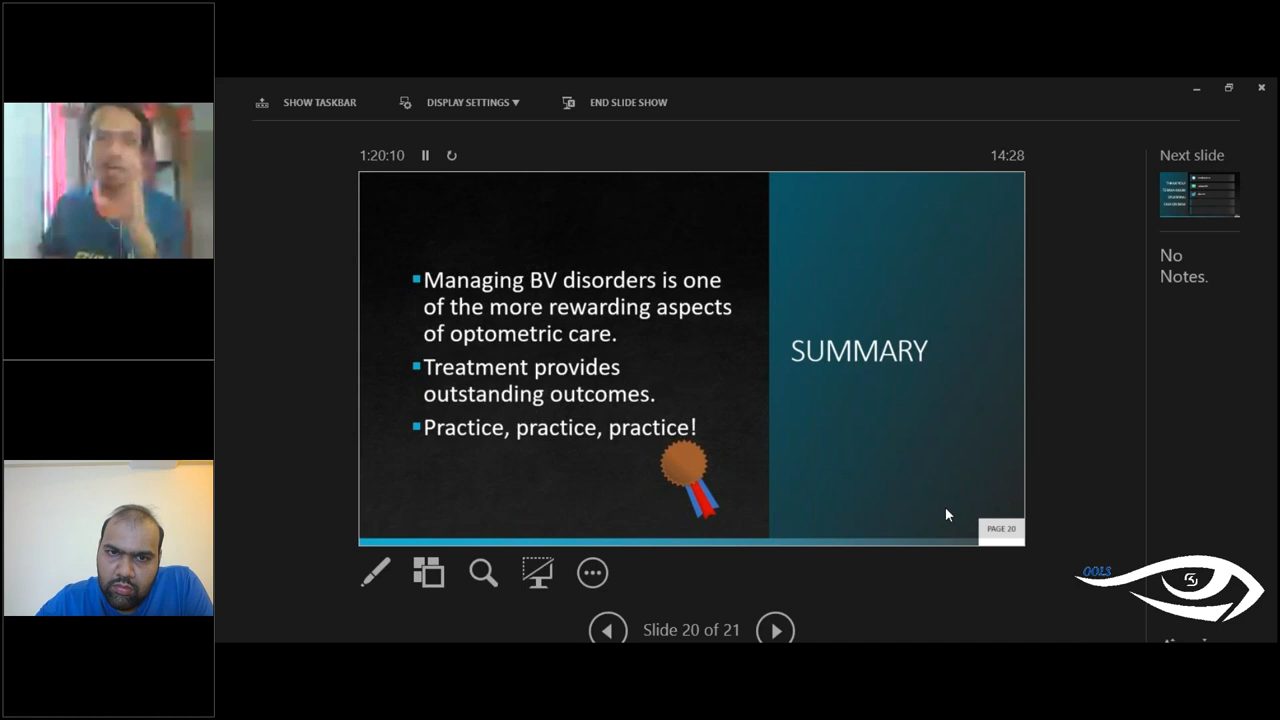 SHOW TASKBAR
DISPLAY SETTINGS ▼
END SLIDE SHOW
1:20:10
14:28
Next slide
No
Notes.
Managing BV disorders is one
of the more rewarding aspects
of optometric care.
Treatment provides
outstanding outcomes.
Practice, practice, practice!
SUMMARY
PAGE 20
OOLS
Slide 20 of 21